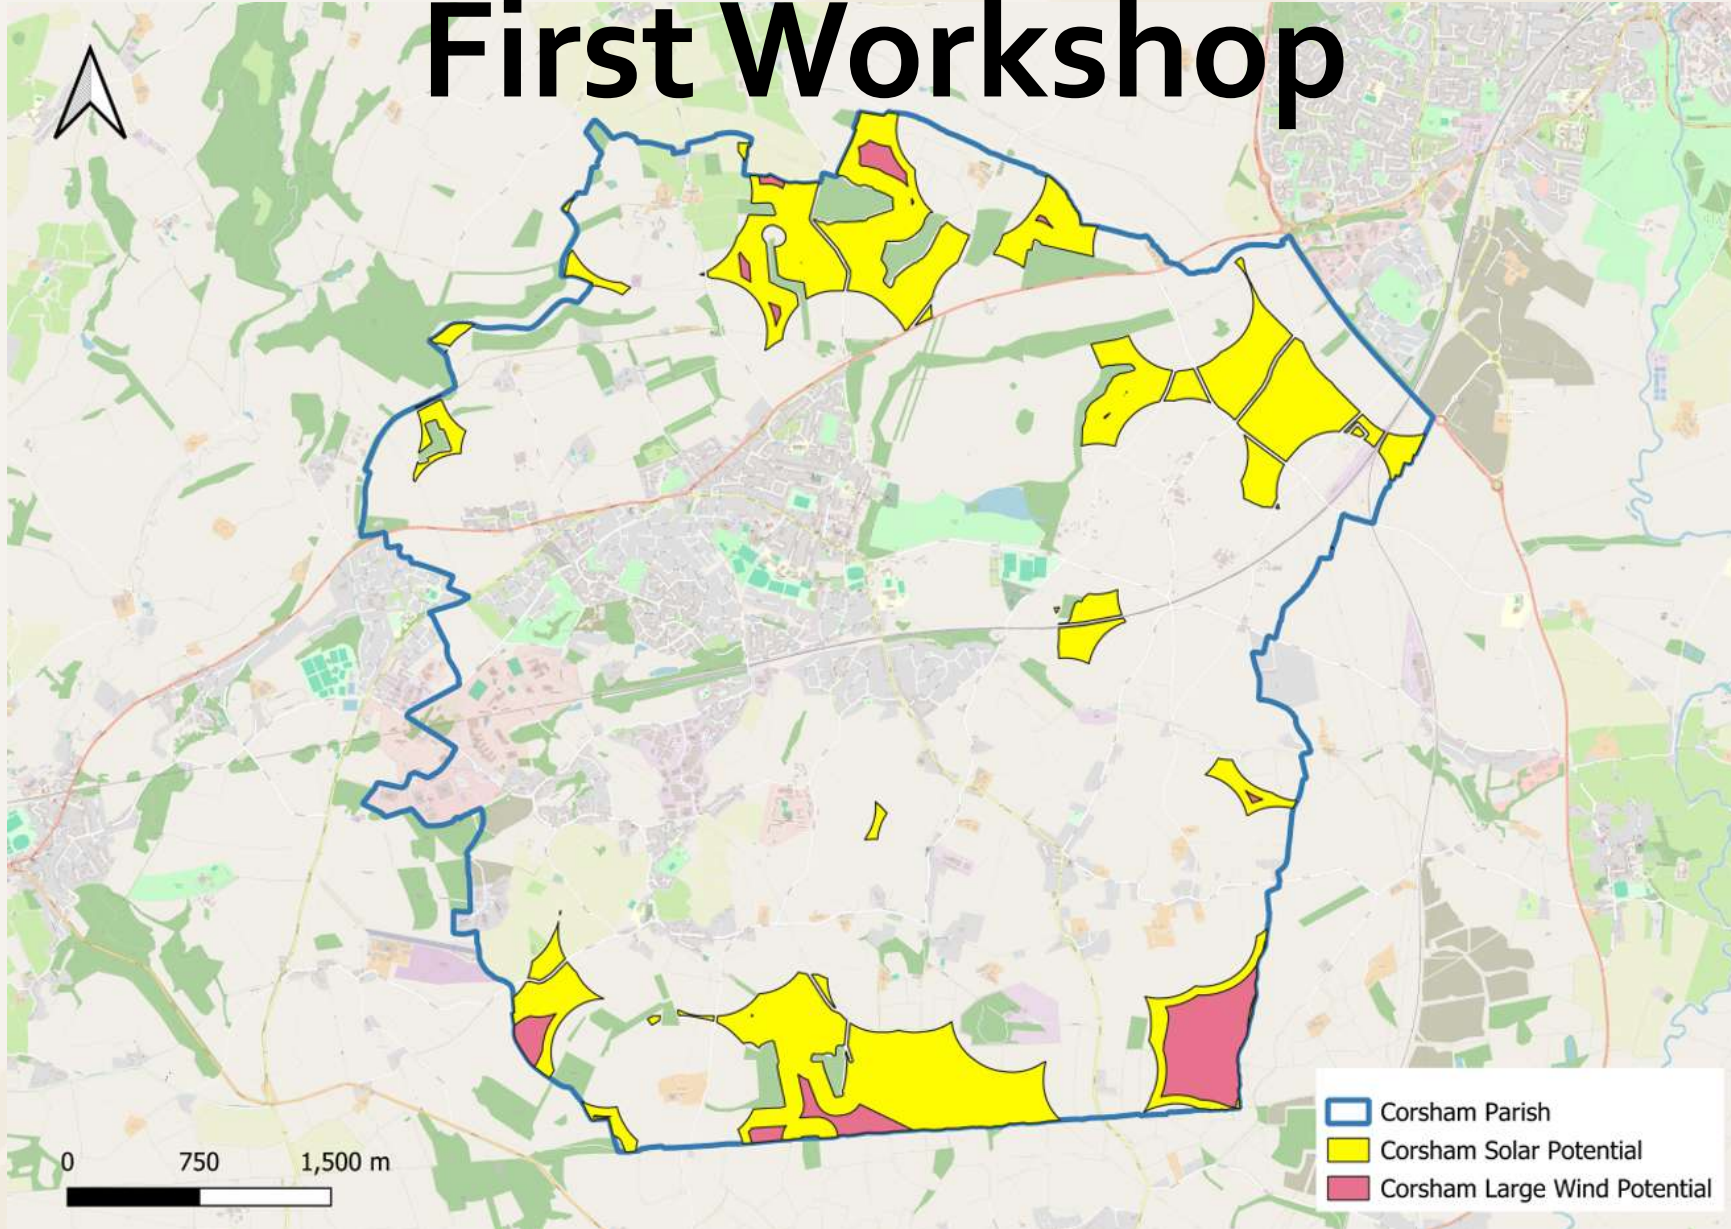 First Workshop
Corsham Parish
Corsham Solar Potential
Corsham Large Wind Potential
0 750 1,500 m